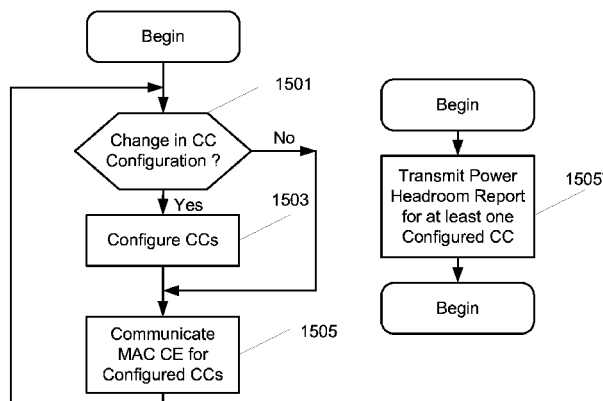 Begin
1501
Change in CC
Configuration ?
No
Yes
1503
Configure CCs
Communicate
MAC CE for
Configured CCs
1505
Begin
Transmit Power
Headroom Report
for at least one
Configured CC
1505'
Begin